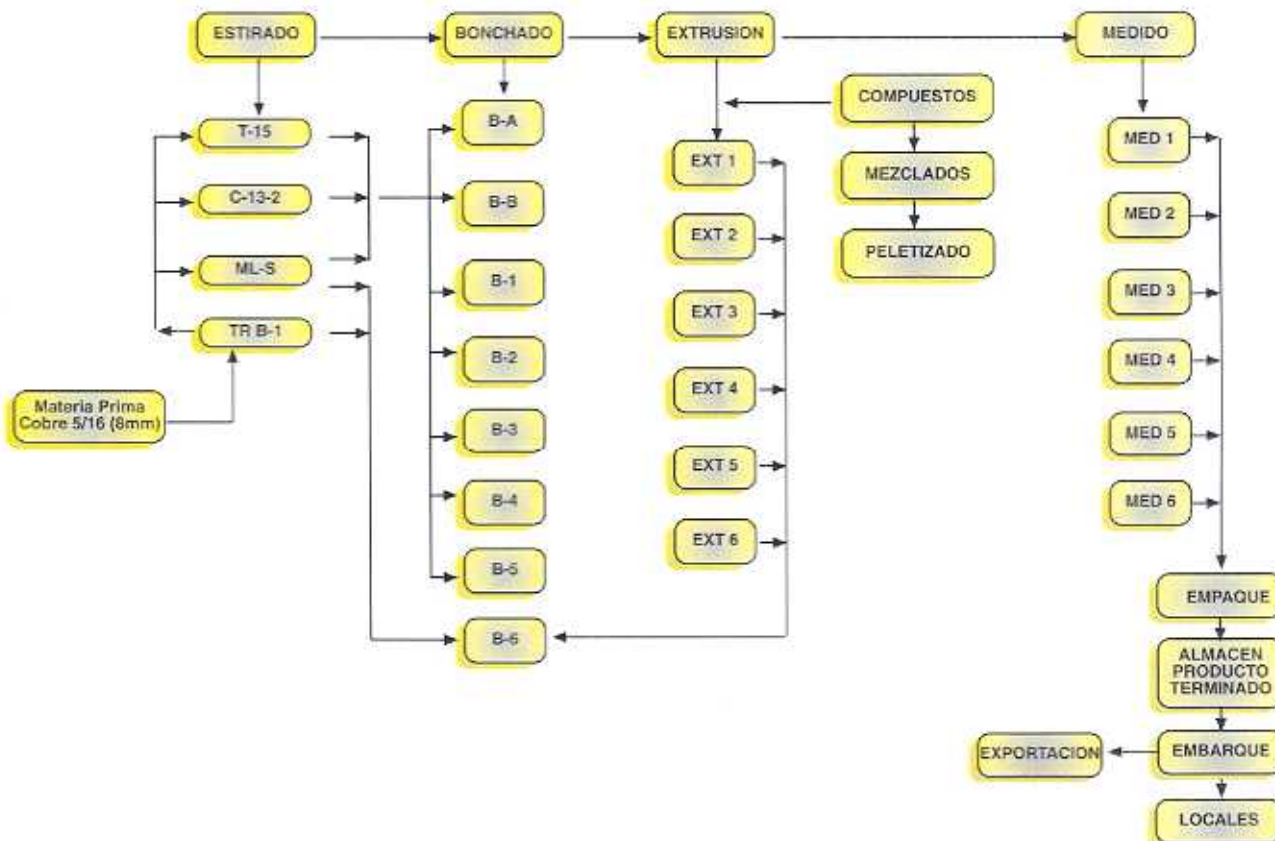 ESTIRADO
BONCHADO
EXTRUSION
MEDIDO
T-15
C-13-2
ML-S
TR B-1
Materia Prima
Cobre 5/16 (8mm)
B-A
B-B
B-1
B-2
B-3
B-4
B-5
B-6
EXT 1
EXT 2
EXT 3
EXT 4
EXT 5
EXT 6
COMPUESTOS
MEZCLADOS
PELETIZADO
MED 1
MED 2
MED 3
MED 4
MED 5
MED 6
EMPAQUE
ALMACEN
PRODUCTO
TERMINADO
EMBARQUE
EXPORTACION
LOCALES